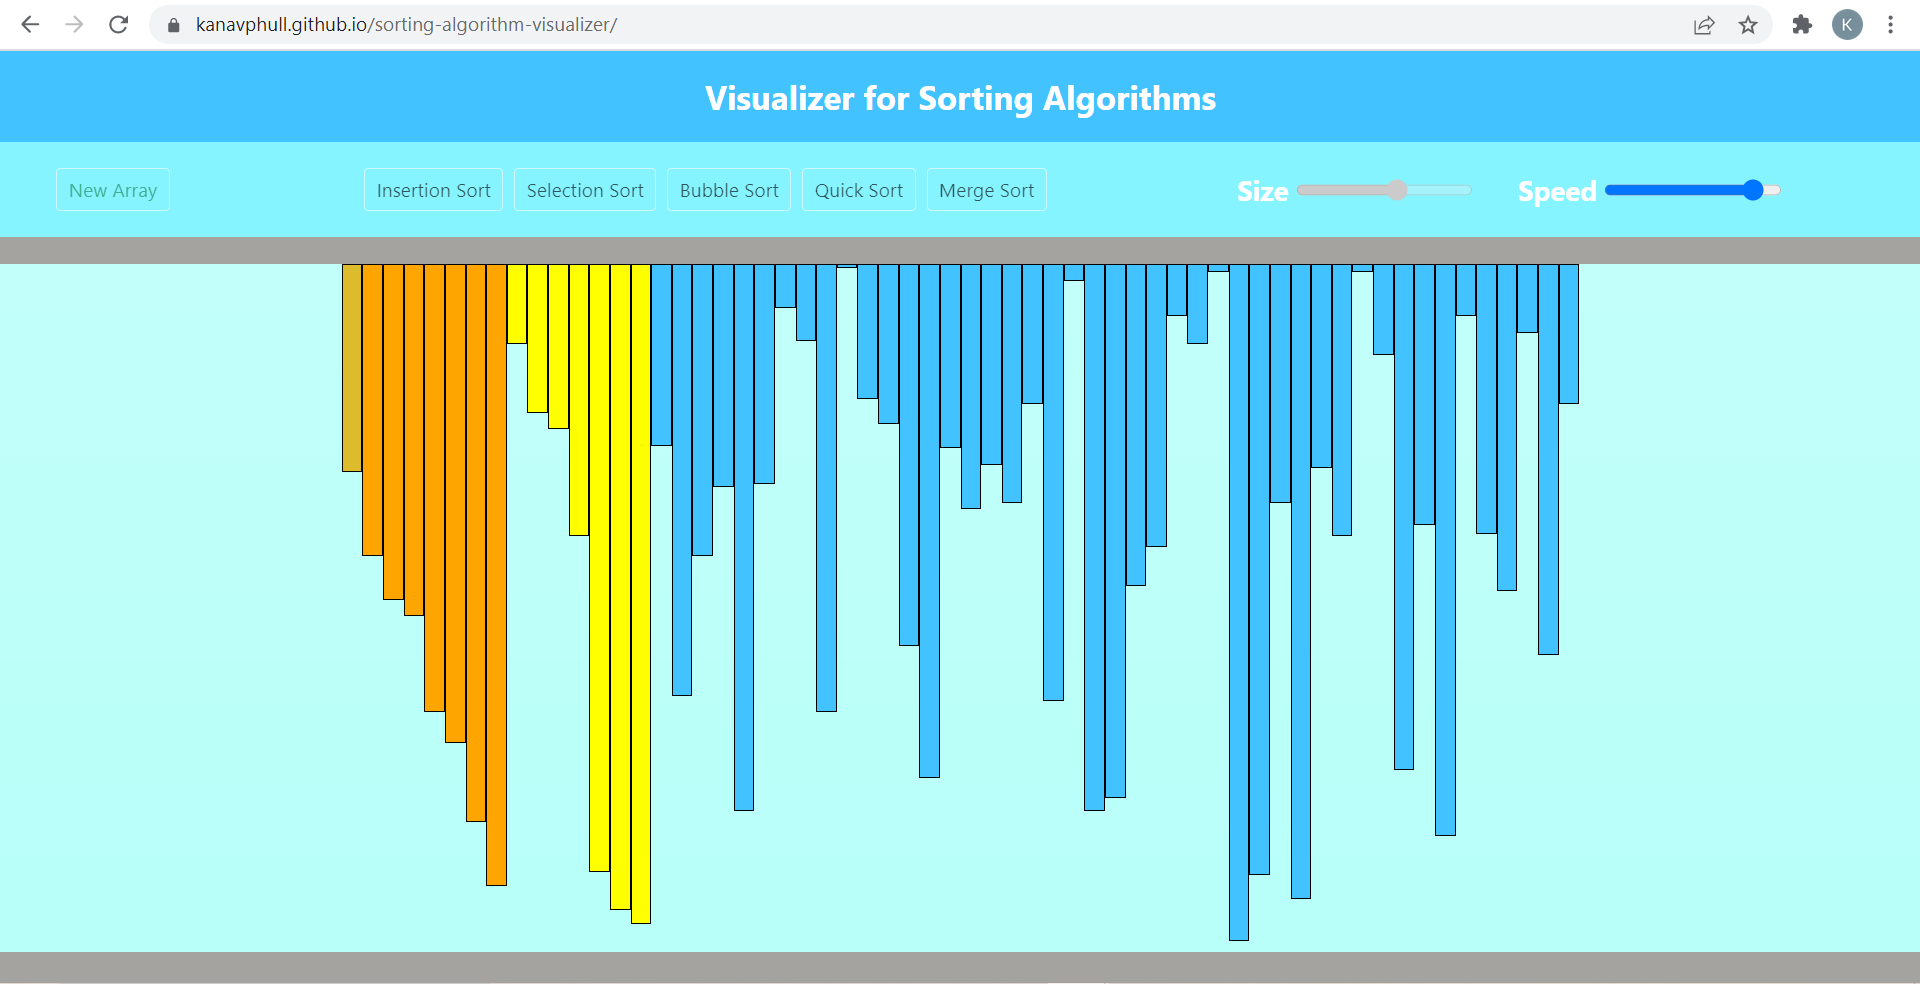 kanavphull.github.io/sorting-algorithm-visualizer/
K
Visualizer for Sorting Algorithms
New Array
Insertion Sort
Selection Sort
Bubble Sort
Quick Sort
Merge Sort
Size
Speed